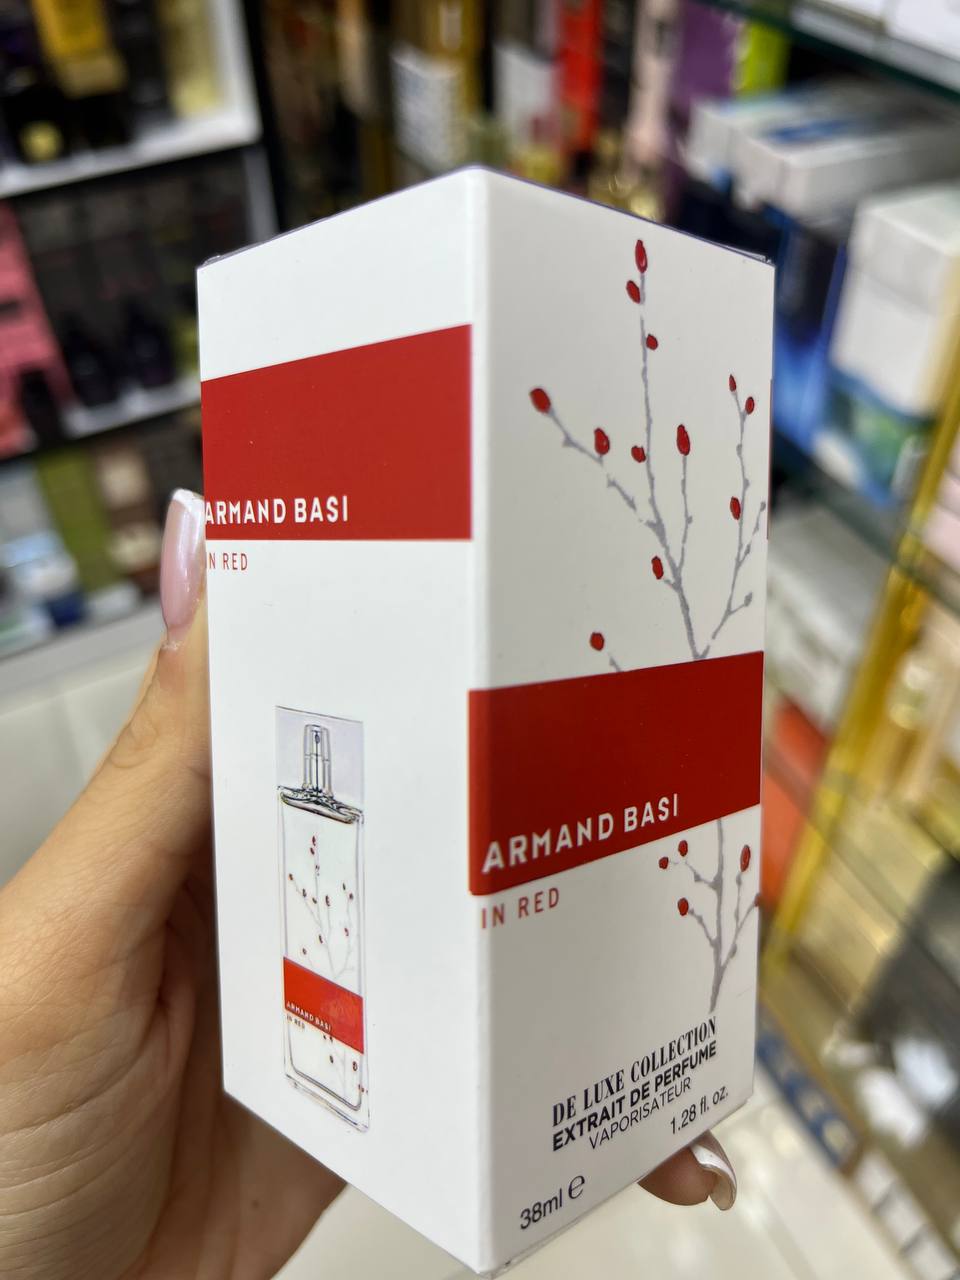 ARMAND BASI
IN RED
ARMAND BASI
IN RED
ARMAND BASI
IN RED
DE LUXE COLLECTION
EXTRAIT DE PERFUME
VAPORISATEUR
1.28 fl. oz.
38ml ℮